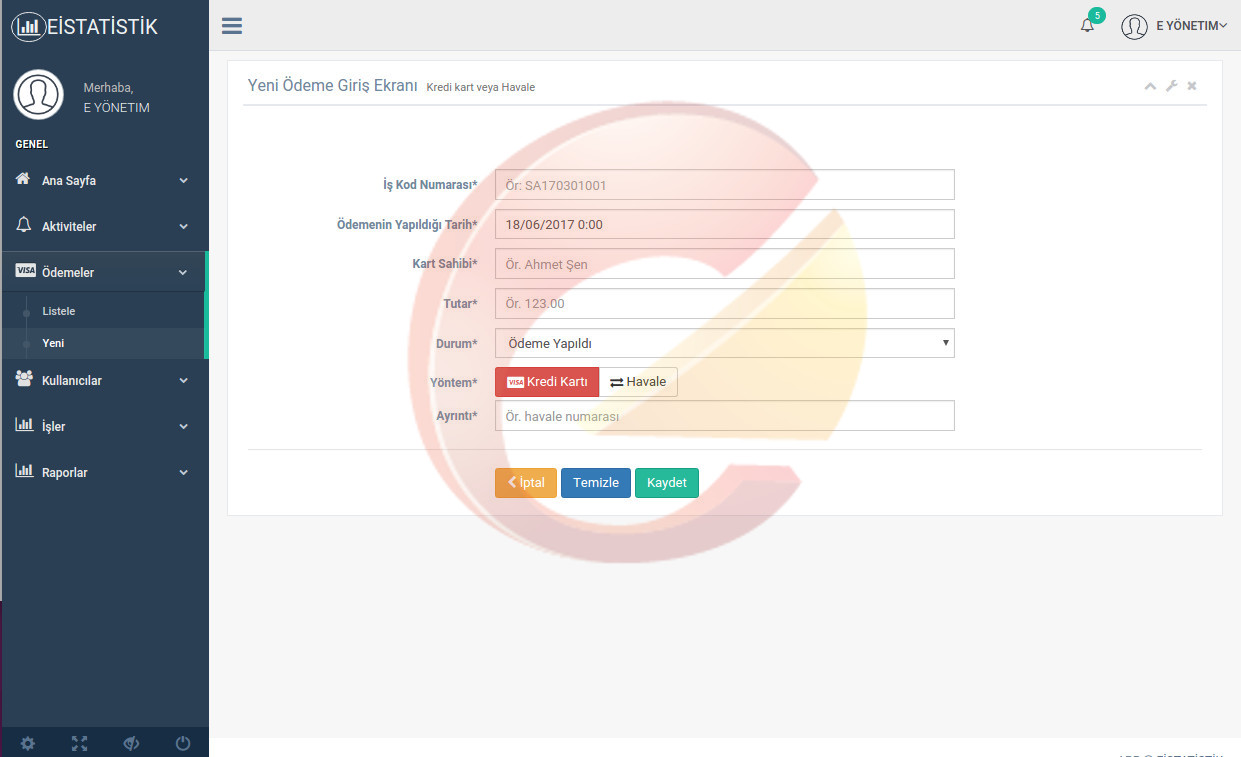 EİSTATİSTİK
5
E YÖNETIM
Merhaba,
E YÖNETIM
GENEL
Ana Sayfa
Aktiviteler
VISA Ödemeler
Listele
Yeni
Kullanıcılar
İşler
Raporlar
Yeni Ödeme Giriş Ekranı Kredi kart veya Havale
İş Kod Numarası* Ör: SA170301001
Ödemenin Yapıldığı Tarih* 18/06/2017 0:00
Kart Sahibi* Ör. Ahmet Şen
Tutar* Ör. 123.00
Durum* Ödeme Yapıldı
Yöntem* VISA Kredi Kartı Havale
Ayrıntı* Ör. havale numarası
İptal Temizle Kaydet